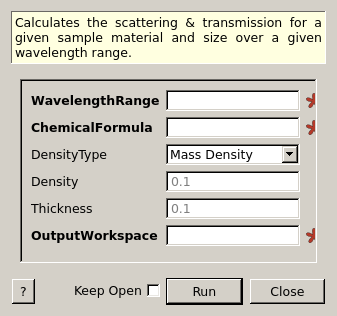 Calculates the scattering & transmission for a
given sample material and size over a given
wavelength range.
WavelengthRange
ChemicalFormula
DensityType Mass Density
Density 0.1
Thickness 0.1
OutputWorkspace
? Keep Open Run Close